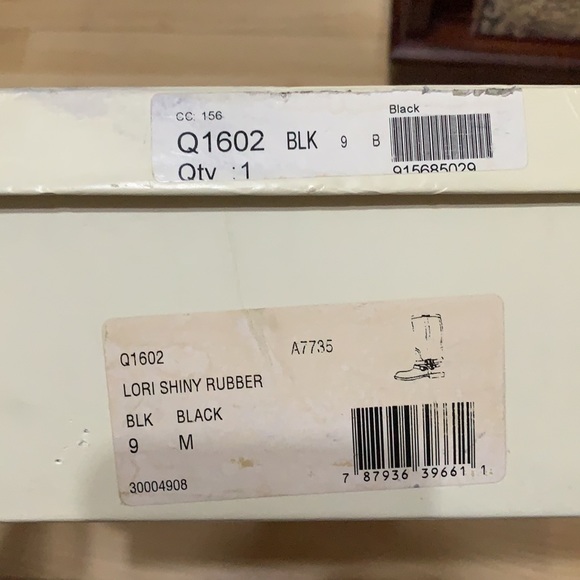 CC: 156
Black
Q1602 BLK 9 B
Qty : 1
915685029
Q1602
A7735
LORI SHINY RUBBER
BLK BLACK
9 M
30004908
7 87936 39661 1